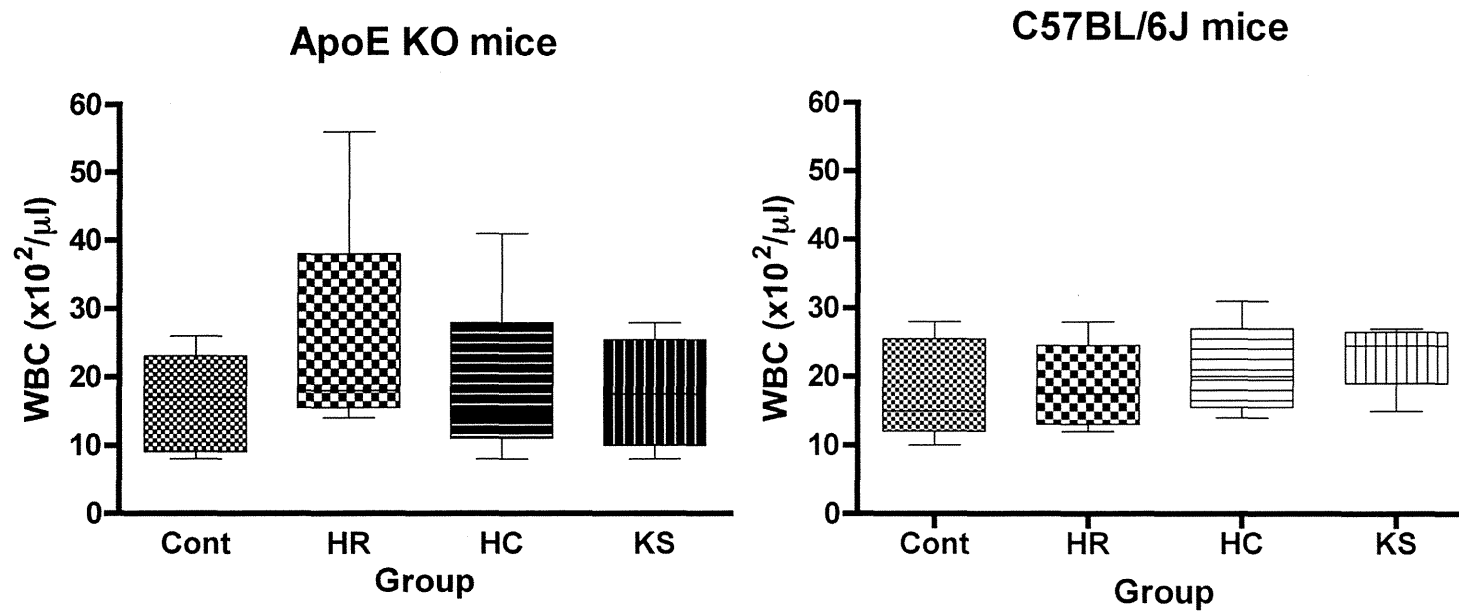 ApoE KO mice
60
50
40
30
20
10
0
WBC (x10²/μl)
Cont HR HC KS
Group
C57BL/6J mice
60
50
40
30
20
10
0
WBC (x10²/μl)
Cont HR HC KS
Group